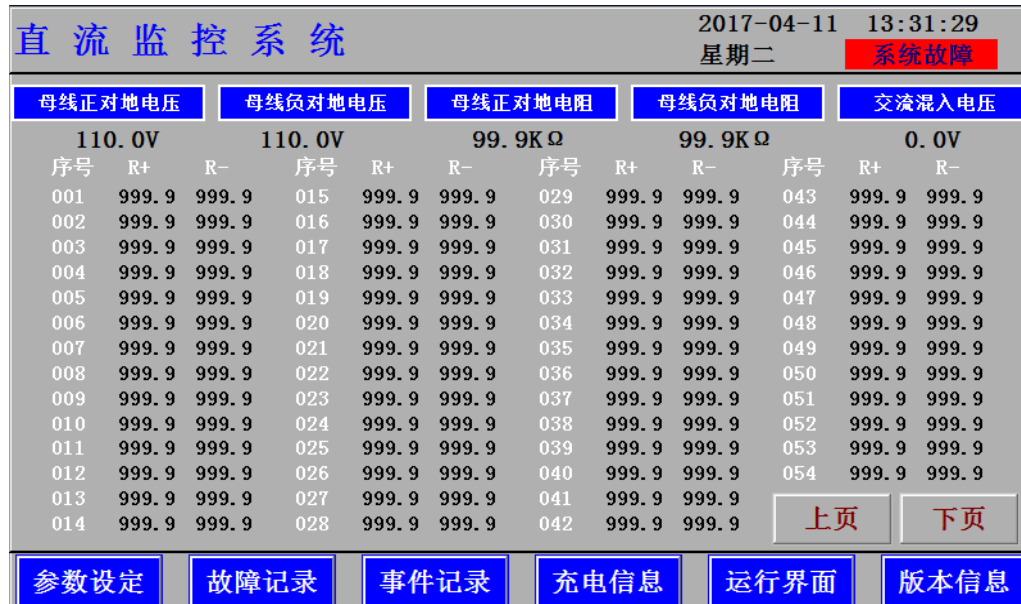 直流监控系统
2017-04-11 13:31:29
星期二 系统故障
母线正对地电压 母线负对地电压 母线正对地电阻 母线负对地电阻 交流混入电压
110.0V 110.0V 99.9KΩ 99.9KΩ 0.0V
序号 R+ R- 序号 R+ R- 序号 R+ R- 序号 R+ R-
001 999.9 999.9 015 999.9 999.9 029 999.9 999.9 043 999.9 999.9
002 999.9 999.9 016 999.9 999.9 030 999.9 999.9 044 999.9 999.9
003 999.9 999.9 017 999.9 999.9 031 999.9 999.9 045 999.9 999.9
004 999.9 999.9 018 999.9 999.9 032 999.9 999.9 046 999.9 999.9
005 999.9 999.9 019 999.9 999.9 033 999.9 999.9 047 999.9 999.9
006 999.9 999.9 020 999.9 999.9 034 999.9 999.9 048 999.9 999.9
007 999.9 999.9 021 999.9 999.9 035 999.9 999.9 049 999.9 999.9
008 999.9 999.9 022 999.9 999.9 036 999.9 999.9 050 999.9 999.9
009 999.9 999.9 023 999.9 999.9 037 999.9 999.9 051 999.9 999.9
010 999.9 999.9 024 999.9 999.9 038 999.9 999.9 052 999.9 999.9
011 999.9 999.9 025 999.9 999.9 039 999.9 999.9 053 999.9 999.9
012 999.9 999.9 026 999.9 999.9 040 999.9 999.9 054 999.9 999.9
013 999.9 999.9 027 999.9 999.9 041 999.9 999.9
014 999.9 999.9 028 999.9 999.9 042 999.9 999.9
上页 下页
参数设定 故障记录 事件记录 充电信息 运行界面 版本信息